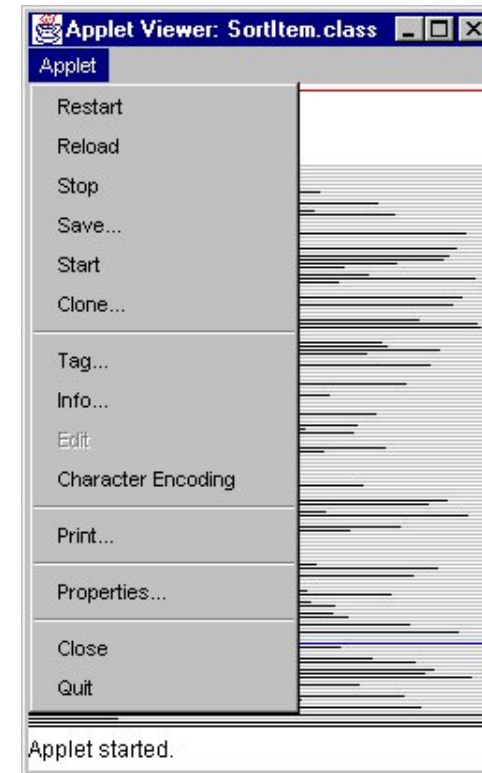 Applet Viewer: SortItem.class
Applet
Restart
Reload
Stop
Save...
Start
Clone...
Tag...
Info...
Edit
Character Encoding
Print...
Properties...
Close
Quit
Applet started.